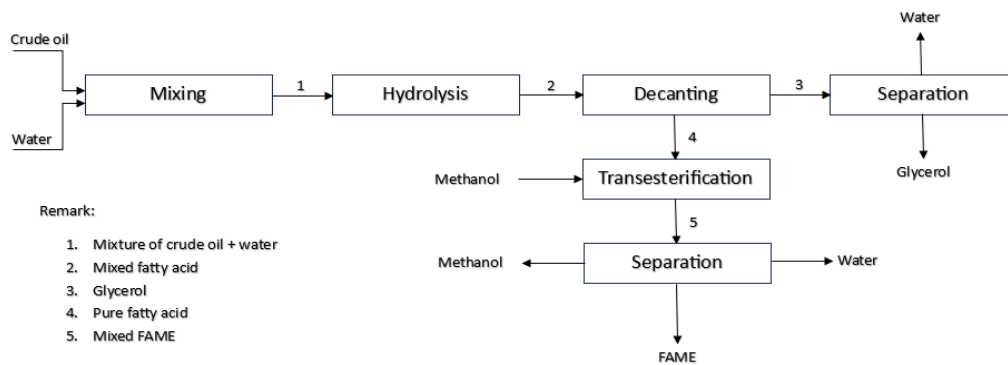 Water
Crude oil
Mixing
1
Hydrolysis
2
Decanting
3
Separation
Water
4
Glycerol
Methanol
Transesterification
Remark:
5
1. Mixture of crude oil + water
2. Mixed fatty acid
3. Glycerol
4. Pure fatty acid
5. Mixed FAME
Methanol
Separation
Water
FAME